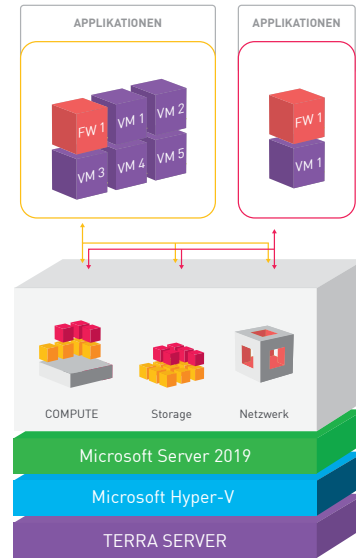 APPLIKATIONEN
APPLIKATIONEN
FW 1
VM 1
VM 2
VM 3
VM 4
VM 5
FW 1
VM 1
COMPUTE
Storage
Netzwerk
Microsoft Server 2019
Microsoft Hyper-V
TERRA SERVER